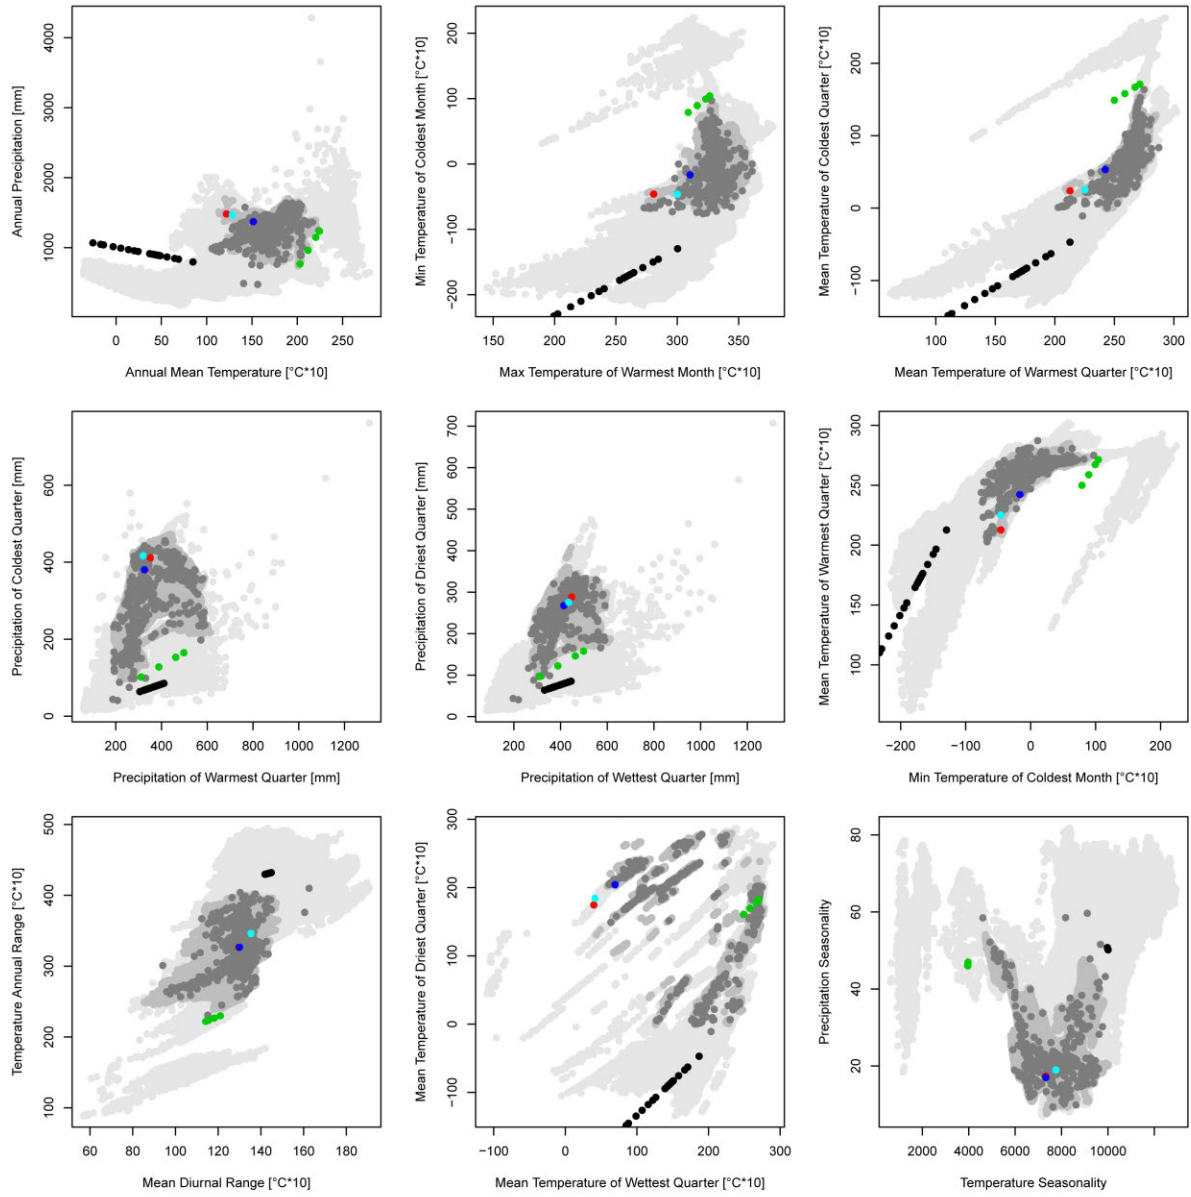 Annual Precipitation [mm]
4000
3000
2000
1000
0 50 100 150 200 250
Annual Mean Temperature [°C*10]
Min Temperature of Coldest Month [°C*10]
200
100
0
−100
−200
150 200 250 300 350
Max Temperature of Warmest Month [°C*10]
Mean Temperature of Coldest Quarter [°C*10]
200
100
0
−100
100 150 200 250 300
Mean Temperature of Warmest Quarter [°C*10]
Precipitation of Coldest Quarter [mm]
600
400
200
0
200 400 600 800 1000 1200
Precipitation of Warmest Quarter [mm]
Precipitation of Driest Quarter [mm]
700
600
500
400
300
200
100
0
200 400 600 800 1000 1200
Precipitation of Wettest Quarter [mm]
Mean Temperature of Warmest Quarter [°C*10]
300
250
200
150
100
−200 −100 0 100 200
Min Temperature of Coldest Month [°C*10]
Temperature Annual Range [°C*10]
500
400
300
200
100
60 80 100 120 140 160 180
Mean Diurnal Range [°C*10]
Mean Temperature of Driest Quarter [°C*10]
300
200
100
0
−100
−100 0 100 200 300
Mean Temperature of Wettest Quarter [°C*10]
Precipitation Seasonality
80
60
40
20
2000 4000 6000 8000 10000
Temperature Seasonality